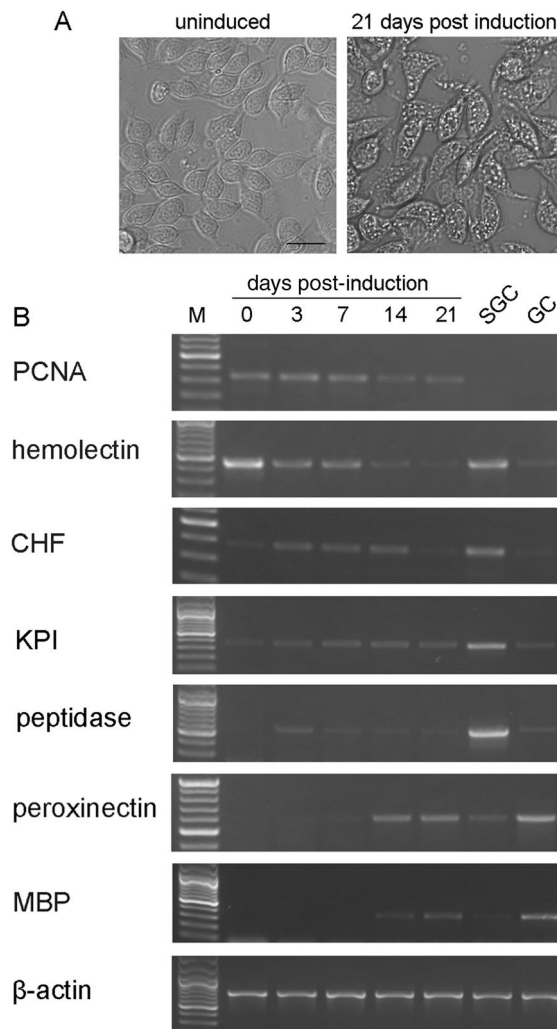 A
uninduced
21 days post induction
days post-induction
B
M 0 3 7 14 21 SGC GC
PCNA
hemolectin
CHF
KPI
peptidase
peroxinectin
MBP
β-actin